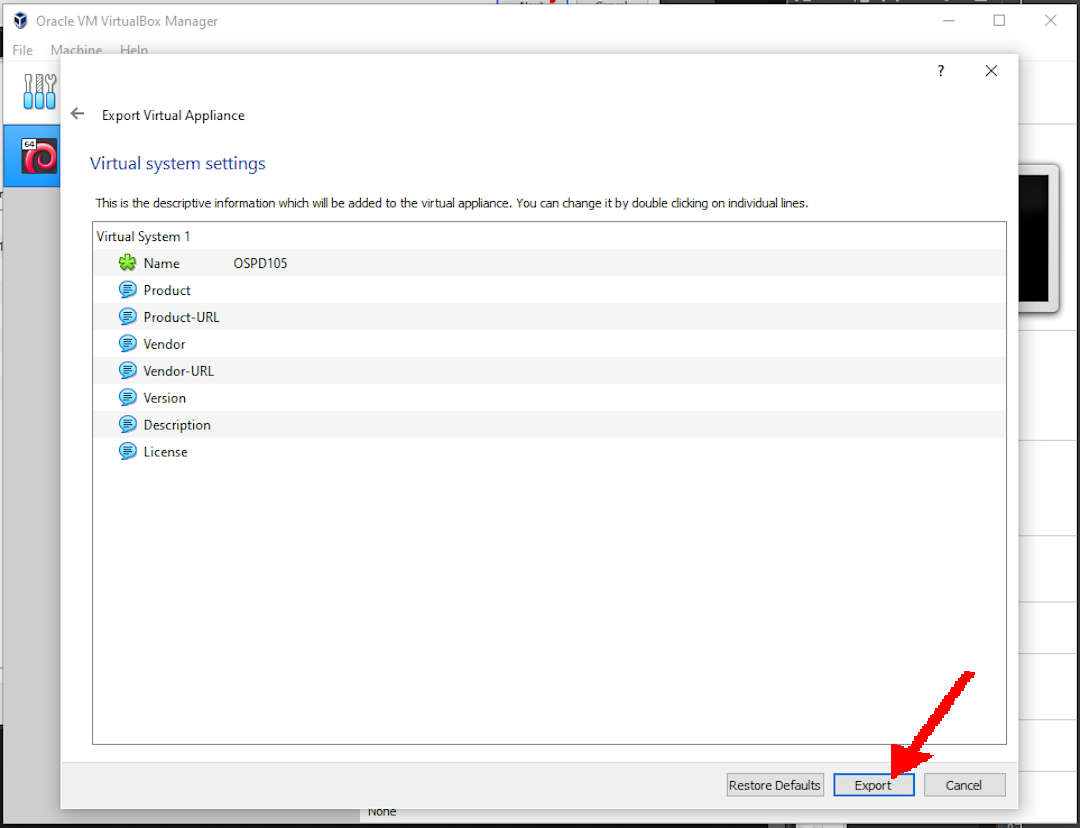 Oracle VM VirtualBox Manager
File Machine Help
?
Export Virtual Appliance
64
Virtual system settings
This is the descriptive information which will be added to the virtual appliance. You can change it by double clicking on individual lines.
Virtual System 1
Name OSPD105
Product
Product-URL
Vendor
Vendor-URL
Version
Description
License
Restore Defaults Export Cancel
None